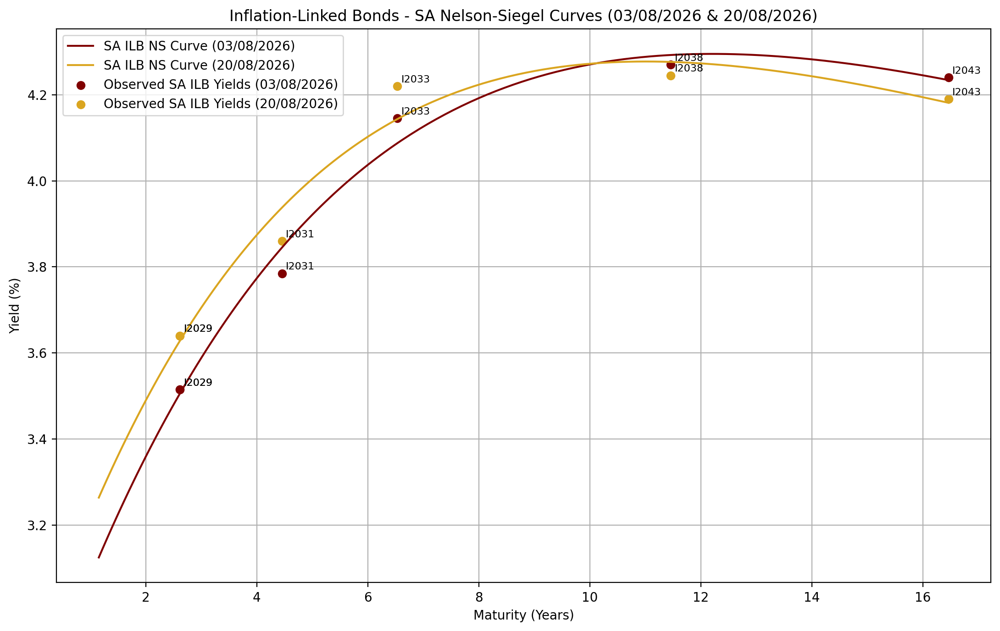 Inflation-Linked Bonds - SA Nelson-Siegel Curves (03/08/2026 & 20/08/2026)
SA ILB NS Curve (03/08/2026)
SA ILB NS Curve (20/08/2026)
Observed SA ILB Yields (03/08/2026)
Observed SA ILB Yields (20/08/2026)
I2038
I2038
I2043
I2043
I2033
I2033
I2031
I2031
I2029
I2029
4.2
4.0
3.8
3.6
3.4
3.2
Yield (%)
2
4
6
8
10
12
14
16
Maturity (Years)